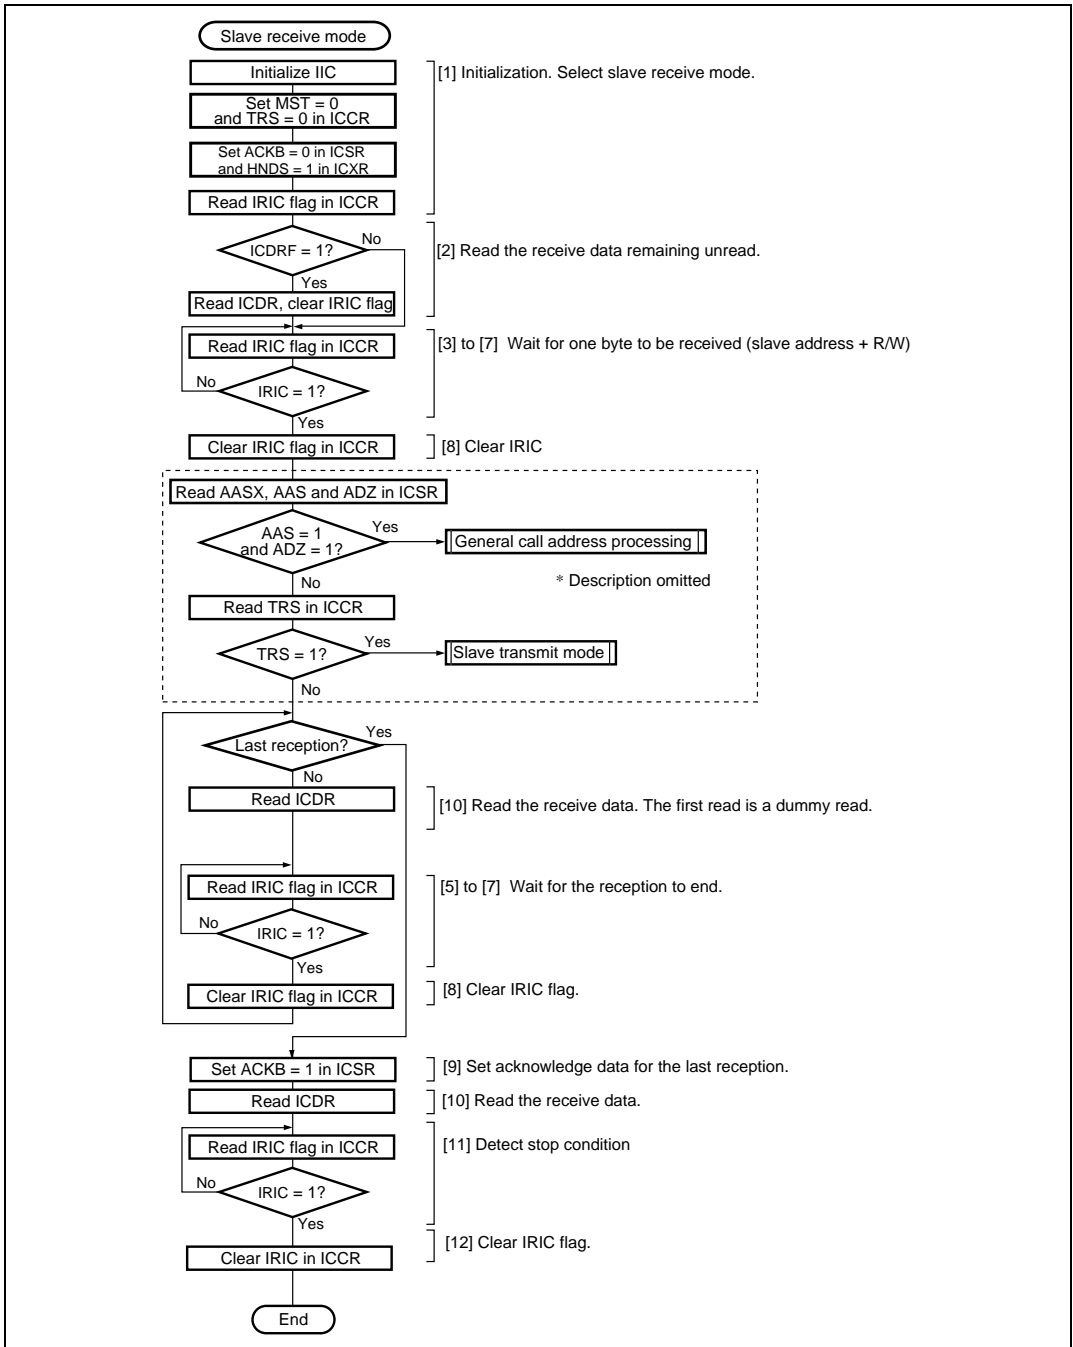 Slave receive mode
Initialize IIC
[1] Initialization. Select slave receive mode.
Set MST = 0
and TRS = 0 in ICCR
Set ACKB = 0 in ICSR
and HNDS = 1 in ICXR
Read IRIC flag in ICCR
ICDRF = 1?
No
[2] Read the receive data remaining unread.
Yes
Read ICDR, clear IRIC flag
Read IRIC flag in ICCR
[3] to [7] Wait for one byte to be received (slave address + R/W)
No
IRIC = 1?
Yes
Clear IRIC flag in ICCR
[8] Clear IRIC
Read AASX, AAS and ADZ in ICSR
AAS = 1
and ADZ = 1?
Yes
General call address processing
No
* Description omitted
Read TRS in ICCR
TRS = 1?
Yes
Slave transmit mode
No
Last reception?
Yes
No
Read ICDR
[10] Read the receive data. The first read is a dummy read.
Read IRIC flag in ICCR
[5] to [7] Wait for the reception to end.
No
IRIC = 1?
Yes
Clear IRIC flag in ICCR
[8] Clear IRIC flag.
Set ACKB = 1 in ICSR
[9] Set acknowledge data for the last reception.
Read ICDR
[10] Read the receive data.
Read IRIC flag in ICCR
[11] Detect stop condition
No
IRIC = 1?
Yes
Clear IRIC in ICCR
[12] Clear IRIC flag.
End